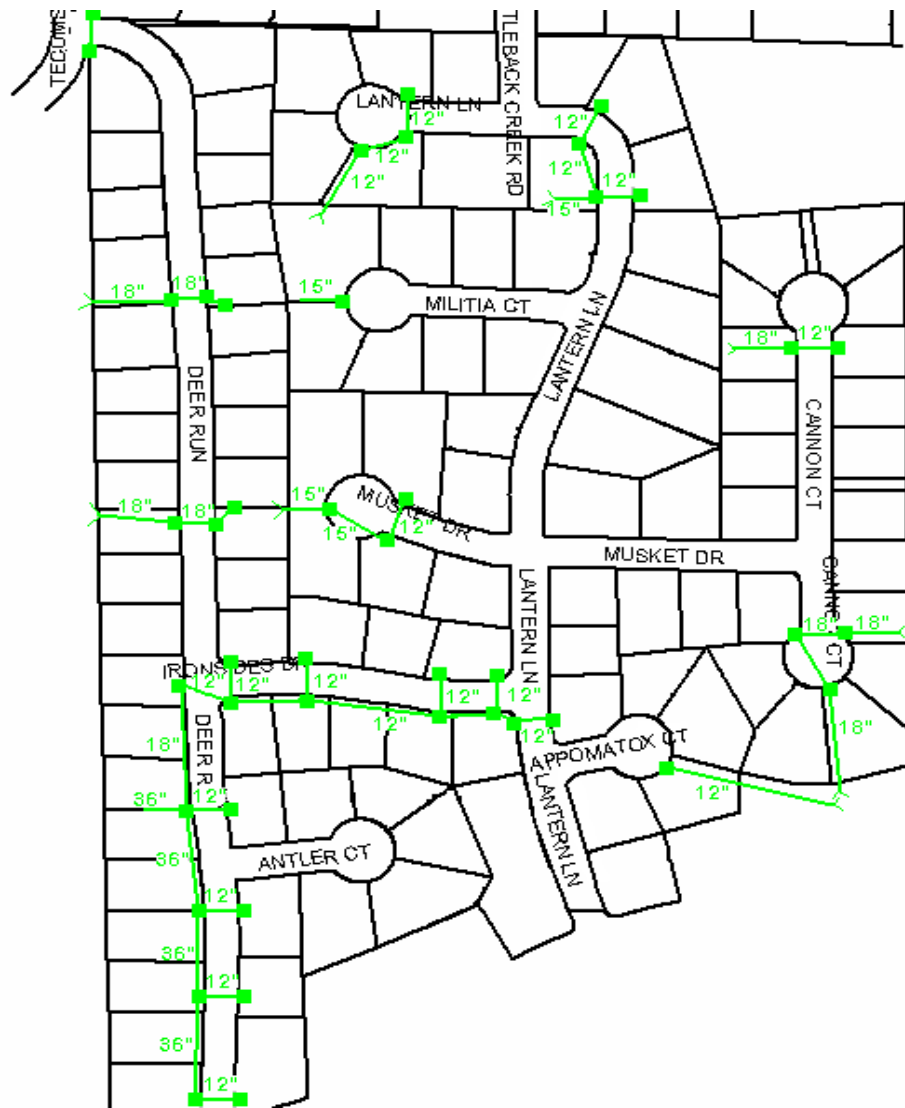 TECUMS
TLEBACK CREEK RD
LANTERN LN
12"
12"
12"
12"
12"
12"
15"
18"
18"
15"
MILITIA CT
LANTERN LN
18"
12"
DEER RUN
CANNON CT
18"
18"
15"
MUSKET DR
12"
15"
MUSKET DR
LANTERN LN
CANNON CT
18"
18"
IRONSIDES DR
12"
12"
12"
12"
12"
12"
18"
18"
DEER R
APPOMATOX CT
LANTERN LN
12"
36"
12"
36"
ANTLER CT
12"
36"
12"
36"
12"